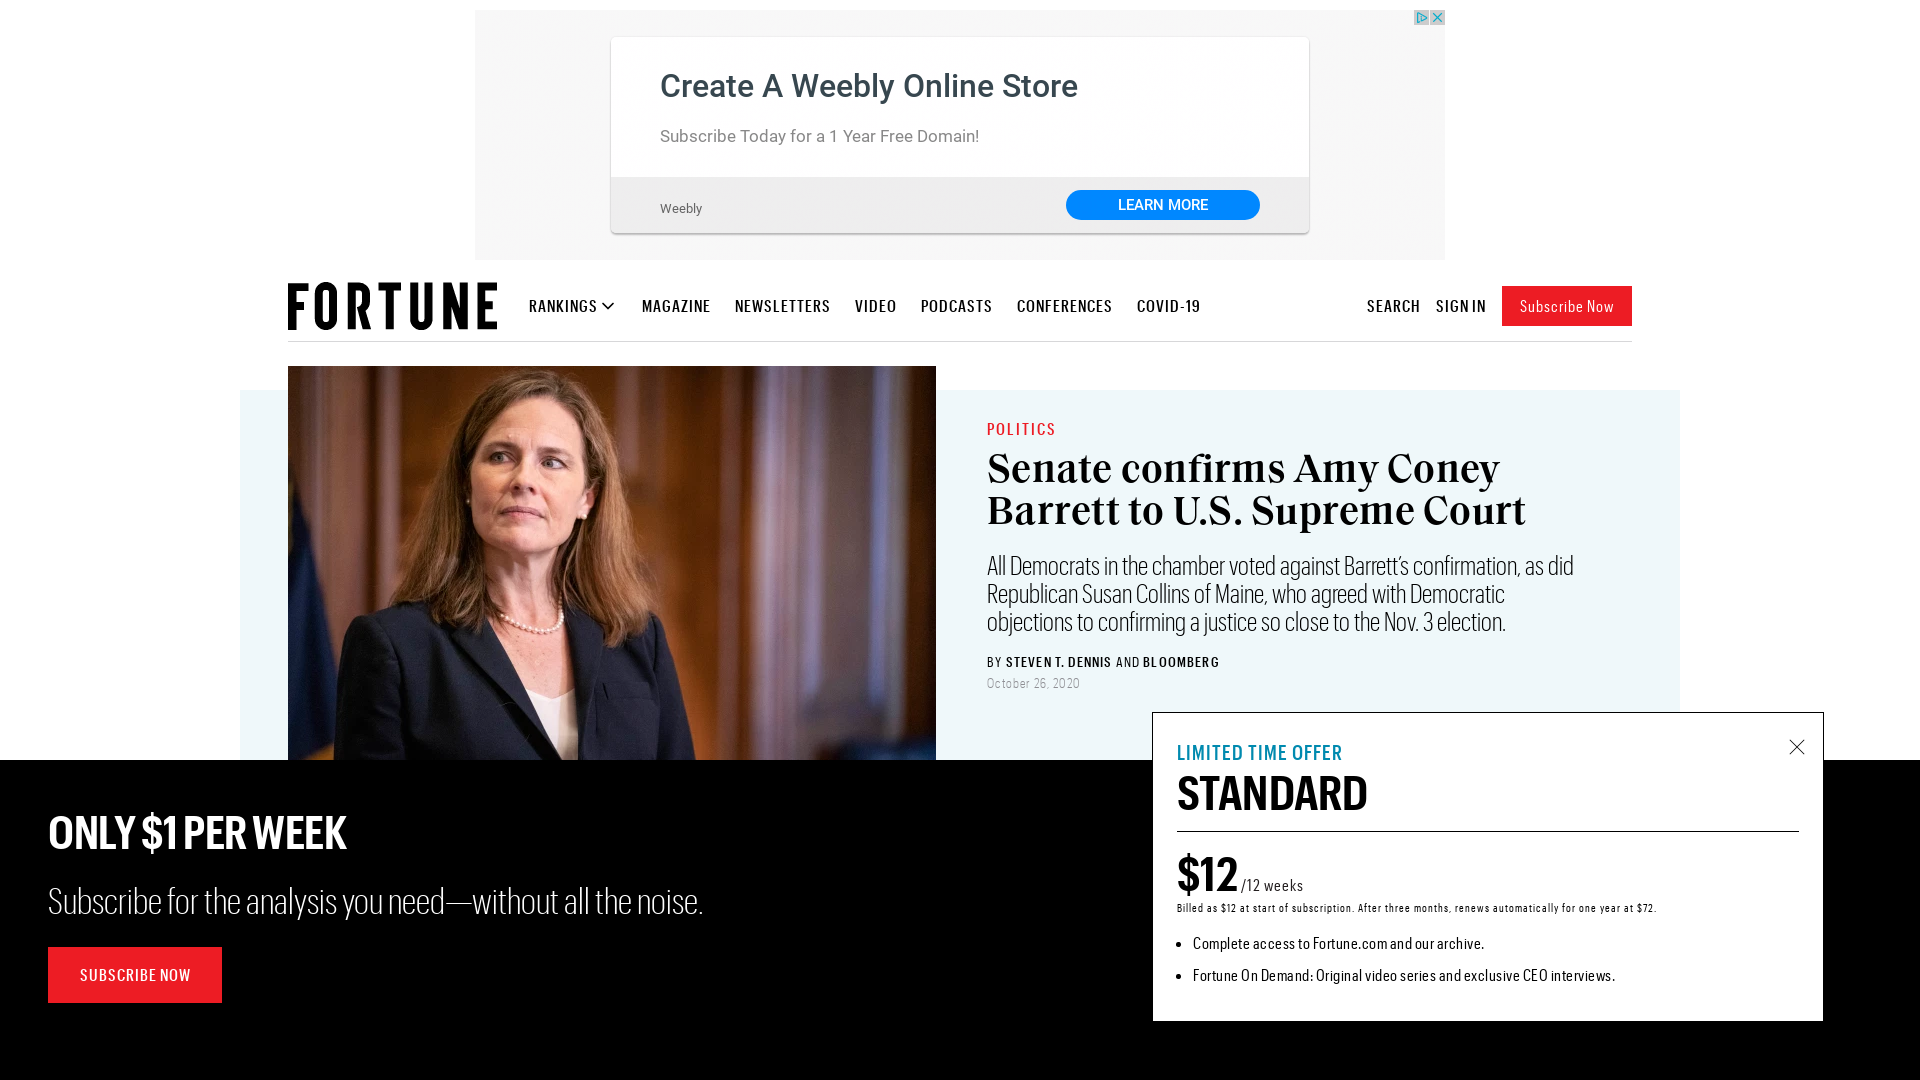 Create A Weebly Online Store
Subscribe Today for a 1 Year Free Domain!
Weebly
LEARN MORE
FORTUNE
RANKINGS
MAGAZINE
NEWSLETTERS
VIDEO
PODCASTS
CONFERENCES
COVID-19
SEARCH
SIGN IN
Subscribe Now
POLITICS
Senate confirms Amy Coney
Barrett to U.S. Supreme Court
All Democrats in the chamber voted against Barrett’s confirmation, as did
Republican Susan Collins of Maine, who agreed with Democratic
objections to confirming a justice so close to the Nov. 3 election.
BY STEVEN T. DENNIS AND BLOOMBERG
October 26, 2020
ONLY $1 PER WEEK
Subscribe for the analysis you need—without all the noise.
SUBSCRIBE NOW
LIMITED TIME OFFER
STANDARD
$12 /12 weeks
Billed as $12 at start of subscription. After three months, renews automatically for one year at $72.
Complete access to Fortune.com and our archive.
Fortune On Demand: Original video series and exclusive CEO interviews.